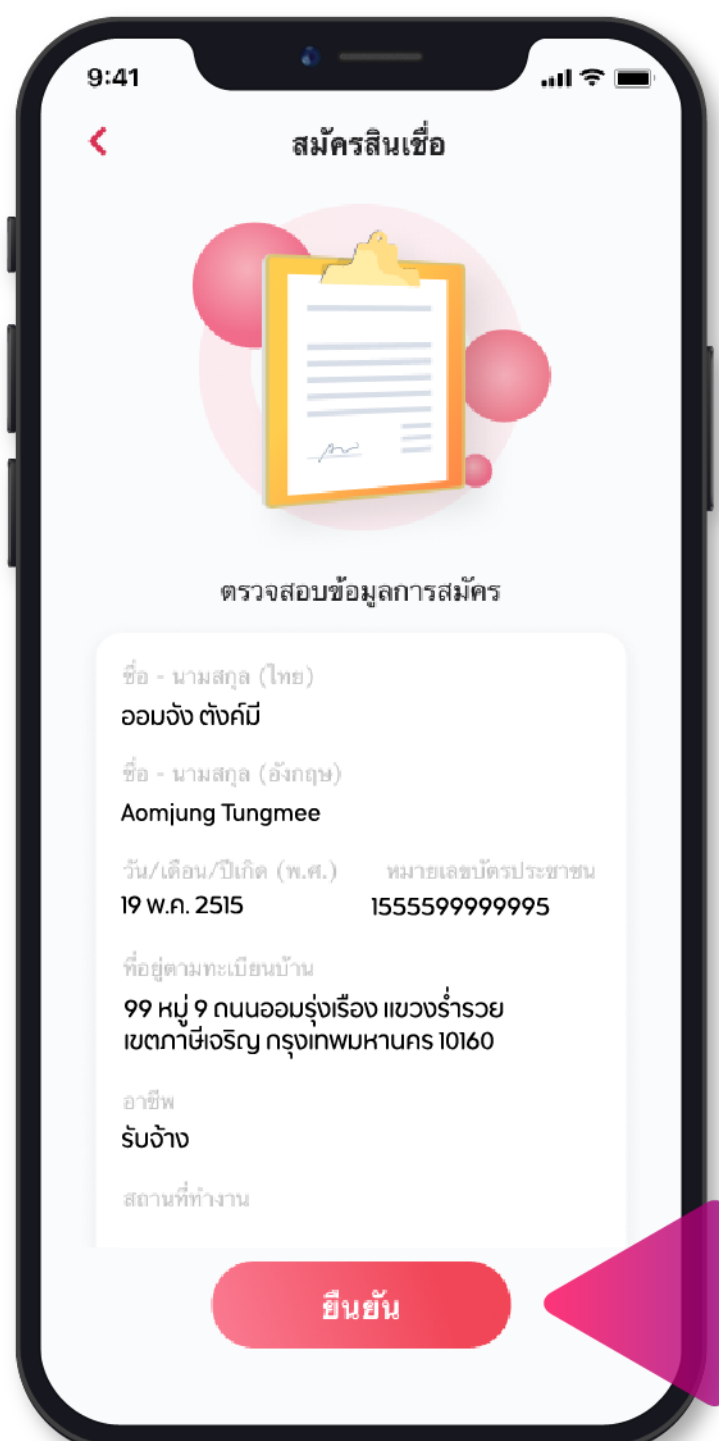 9:41
สมัครสินเชื่อ
ตรวจสอบข้อมูลการสมัคร
ชื่อ - นามสกุล (ไทย)
ออมจัง ตังค์มี
ชื่อ - นามสกุล (อังกฤษ)
Aomjung Tungmee
วัน/เดือน/ปีเกิด (พ.ศ.) หมายเลขบัตรประชาชน
19 พ.ค. 2515 1555599999995
ที่อยู่ตามทะเบียนบ้าน
99 หมู่ 9 ถนนออมรุ่งเรือง แขวงร่ำรวย
เขตภาษีเจริญ กรุงเทพมหานคร 10160
อาชีพ
รับจ้าง
สถานที่ทำงาน
ยืนยัน